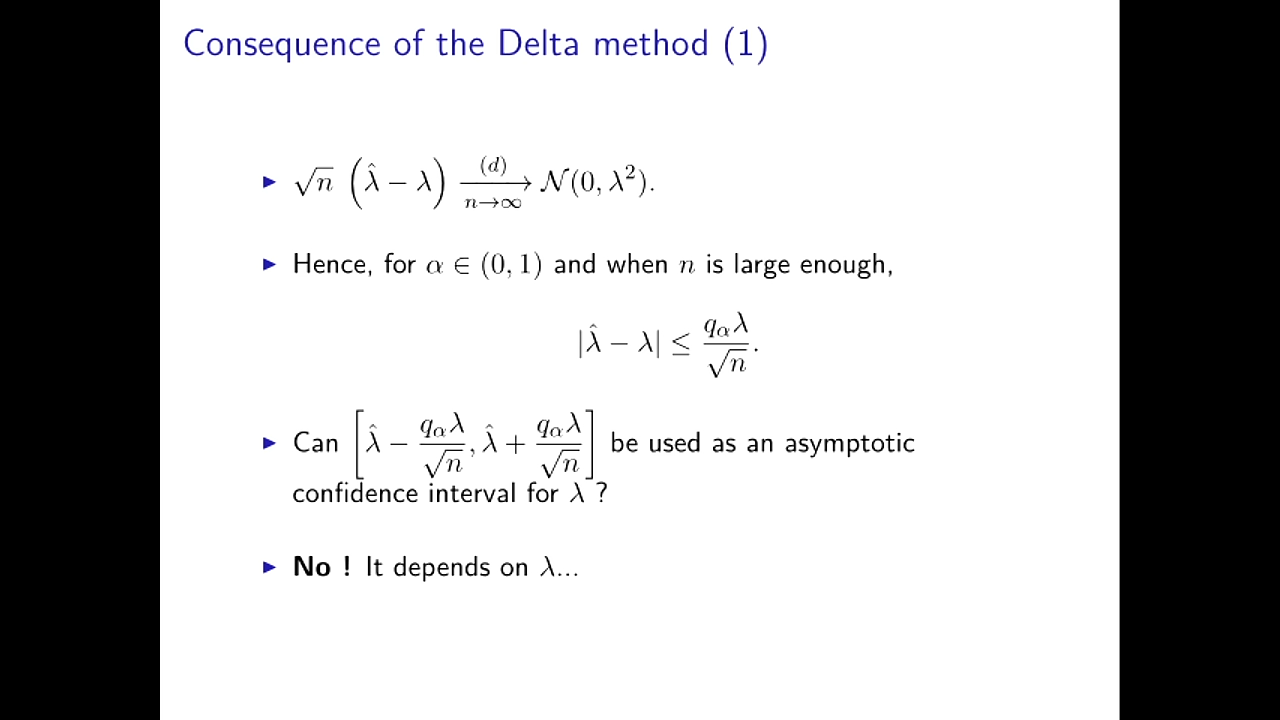 Consequence of the Delta method (1)
▶ √n (λ̂ − λ) —(d)→ n→∞ 𝒩(0, λ²).
▶ Hence, for α ∈ (0, 1) and when n is large enough,
|λ̂ − λ| ≤ q_α λ / √n.
▶ Can [λ̂ − q_α λ / √n, λ̂ + q_α λ / √n] be used as an asymptotic
confidence interval for λ ?
▶ No ! It depends on λ...